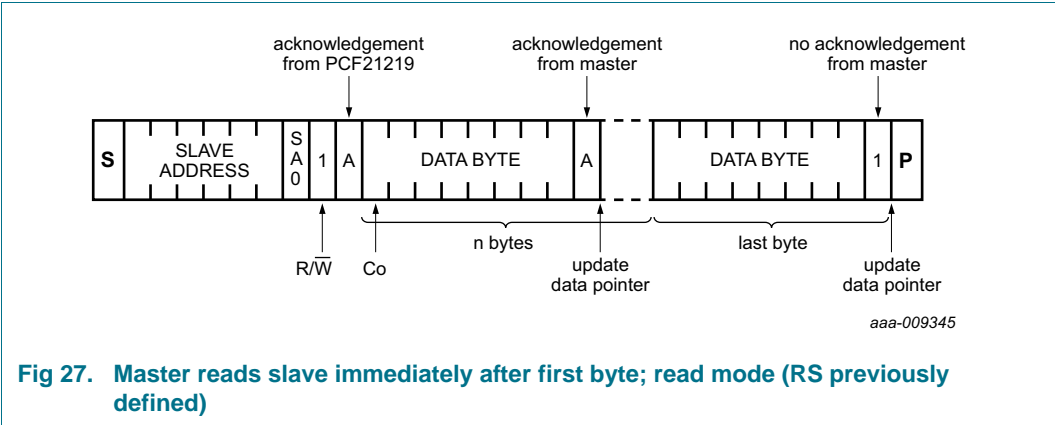 acknowledgement
from PCF21219
acknowledgement
from master
no acknowledgement
from master
S
SLAVE
ADDRESS
S
A
0
1
A
DATA BYTE
A
DATA BYTE
1
P
n bytes
last byte
R/W̅
Co
update
data pointer
update
data pointer
aaa-009345
Fig 27. Master reads slave immediately after first byte; read mode (RS previously
defined)